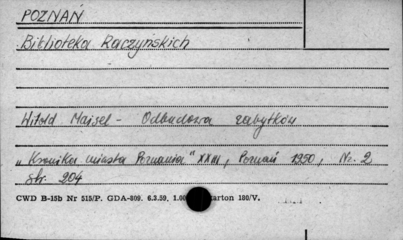 POZNAŃ
Biblioteka Raczyńskich
Witold Maisel - Odbudowa zabytków
„Kronika miasta Poznania" XXIII, Poznań 1950, Nr. 2
str. 204
CWD B-15b Nr 515/P. GDA-809. 6.3.59. 1.00 arton 180/V.